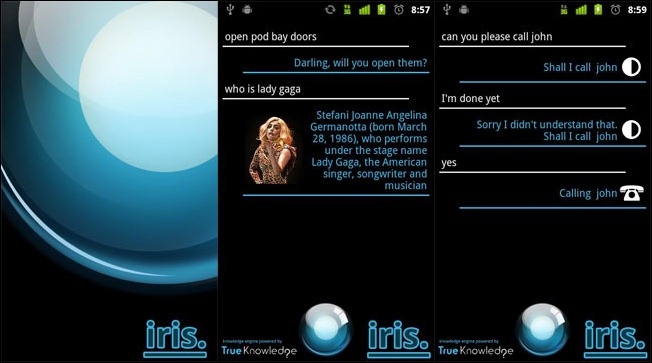 iris.
8:57
open pod bay doors
Darling, will you open them?
who is lady gaga
Stefani Joanne Angelina
Germanotta (born March
28, 1986), who performs
under the stage name
Lady Gaga, the American
singer, songwriter and
musician
knowledge engine powered by
True Knowledge
iris.
3G
8:59
can you please call john
Shall I call john
I'm done yet
Sorry I didn't understand that.
Shall I call john
yes
Calling john
knowledge engine powered by
True Knowledge
iris.